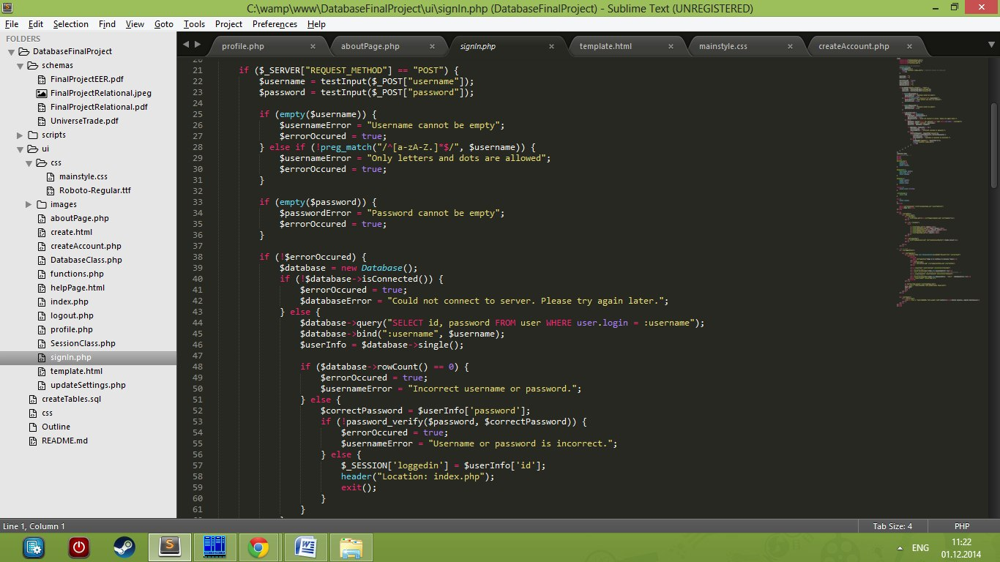 C:\wamp\www\DatabaseFinalProject\ui\signIn.php (DatabaseFinalProject) - Sublime Text (UNREGISTERED)
File Edit Selection Find View Goto Tools Project Preferences Help
FOLDERS
DatabaseFinalProject
schemas
FinalProjectEER.pdf
FinalProjectRelational.jpeg
FinalProjectRelational.pdf
UniverseTrade.pdf
scripts
ui
css
mainstyle.css
Roboto-Regular.ttf
images
aboutPage.php
create.html
createAccount.php
DatabaseClass.php
functions.php
helpPage.html
index.php
logout.php
profile.php
SessionClass.php
signIn.php
template.html
updateSettings.php
createTables.sql
css
Outline
README.md
profile.php aboutPage.php signIn.php template.html mainstyle.css createAccount.php
20
21 if ($_SERVER["REQUEST_METHOD"] == "POST") {
22 $username = testInput($_POST["username"]);
23 $password = testInput($_POST["password"]);
24
25 if (empty($username)) {
26 $usernameError = "Username cannot be empty";
27 $errorOccured = true;
28 } else if (!preg_match("/^[a-zA-Z.]*$/", $username)) {
29 $usernameError = "Only letters and dots are allowed";
30 $errorOccured = true;
31 }
32
33 if (empty($password)) {
34 $passwordError = "Password cannot be empty";
35 $errorOccured = true;
36 }
37
38 if (!$errorOccured) {
39 $database = new Database();
40 if (!$database->isConnected()) {
41 $errorOccured = true;
42 $databaseError = "Could not connect to server. Please try again later.";
43 } else {
44 $database->query("SELECT id, password FROM user WHERE user.login = :username");
45 $database->bind(":username", $username);
46 $userInfo = $database->single();
47
48 if ($database->rowCount() == 0) {
49 $errorOccured = true;
50 $usernameError = "Incorrect username or password.";
51 } else {
52 $correctPassword = $userInfo['password'];
53 if (!password_verify($password, $correctPassword)) {
54 $errorOccured = true;
55 $usernameError = "Username or password is incorrect.";
56 } else {
57 $_SESSION['loggedin'] = $userInfo['id'];
58 header("Location: index.php");
59 exit();
60 }
61 }
Line 1, Column 1 Tab Size: 4 PHP
ENG 11:22
01.12.2014